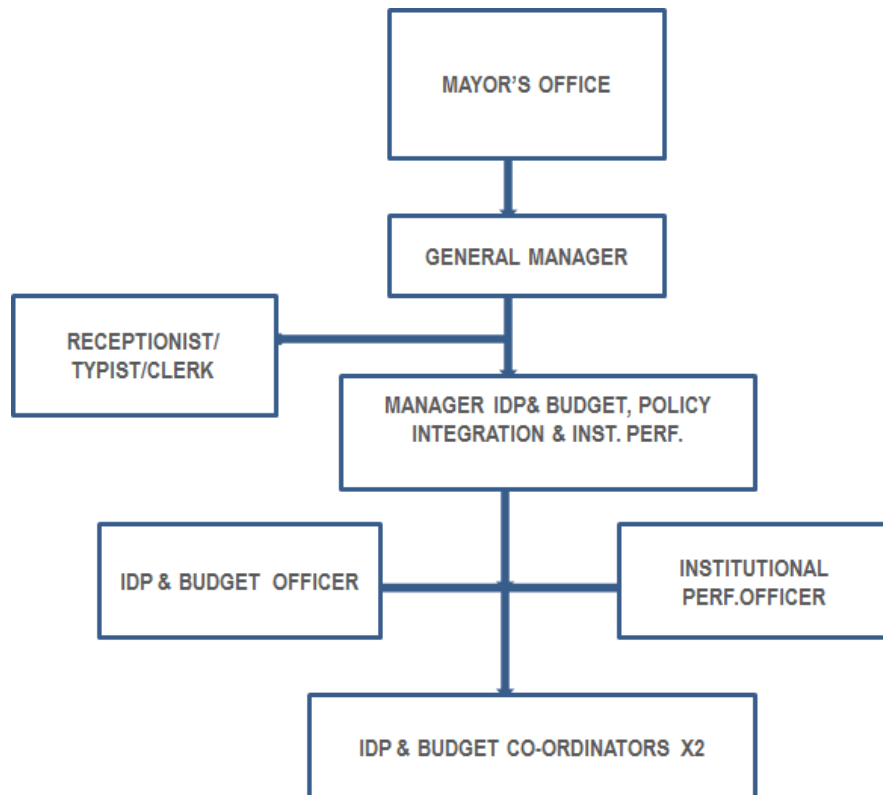 MAYOR'S OFFICE
GENERAL MANAGER
RECEPTIONIST/
TYPIST/CLERK
MANAGER IDP& BUDGET, POLICY
INTEGRATION & INST. PERF.
IDP & BUDGET OFFICER
INSTITUTIONAL
PERF.OFFICER
IDP & BUDGET CO-ORDINATORS X2